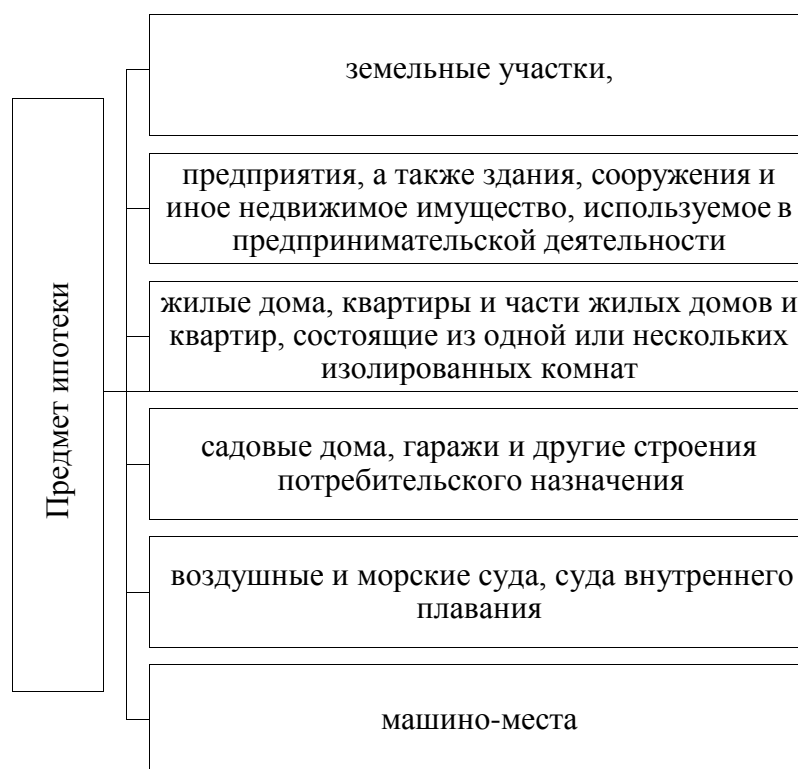 Предмет ипотеки
земельные участки,
предприятия, а также здания, сооружения и
иное недвижимое имущество, используемое в
предпринимательской деятельности
жилые дома, квартиры и части жилых домов и
квартир, состоящие из одной или нескольких
изолированных комнат
садовые дома, гаражи и другие строения
потребительского назначения
воздушные и морские суда, суда внутреннего
плавания
машино-места